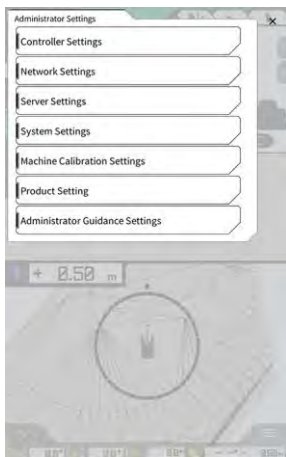 Administrator Settings
×
Controller Settings
Network Settings
Server Settings
System Settings
Machine Calibration Settings
Product Setting
Administrator Guidance Settings
+ 0.50 m